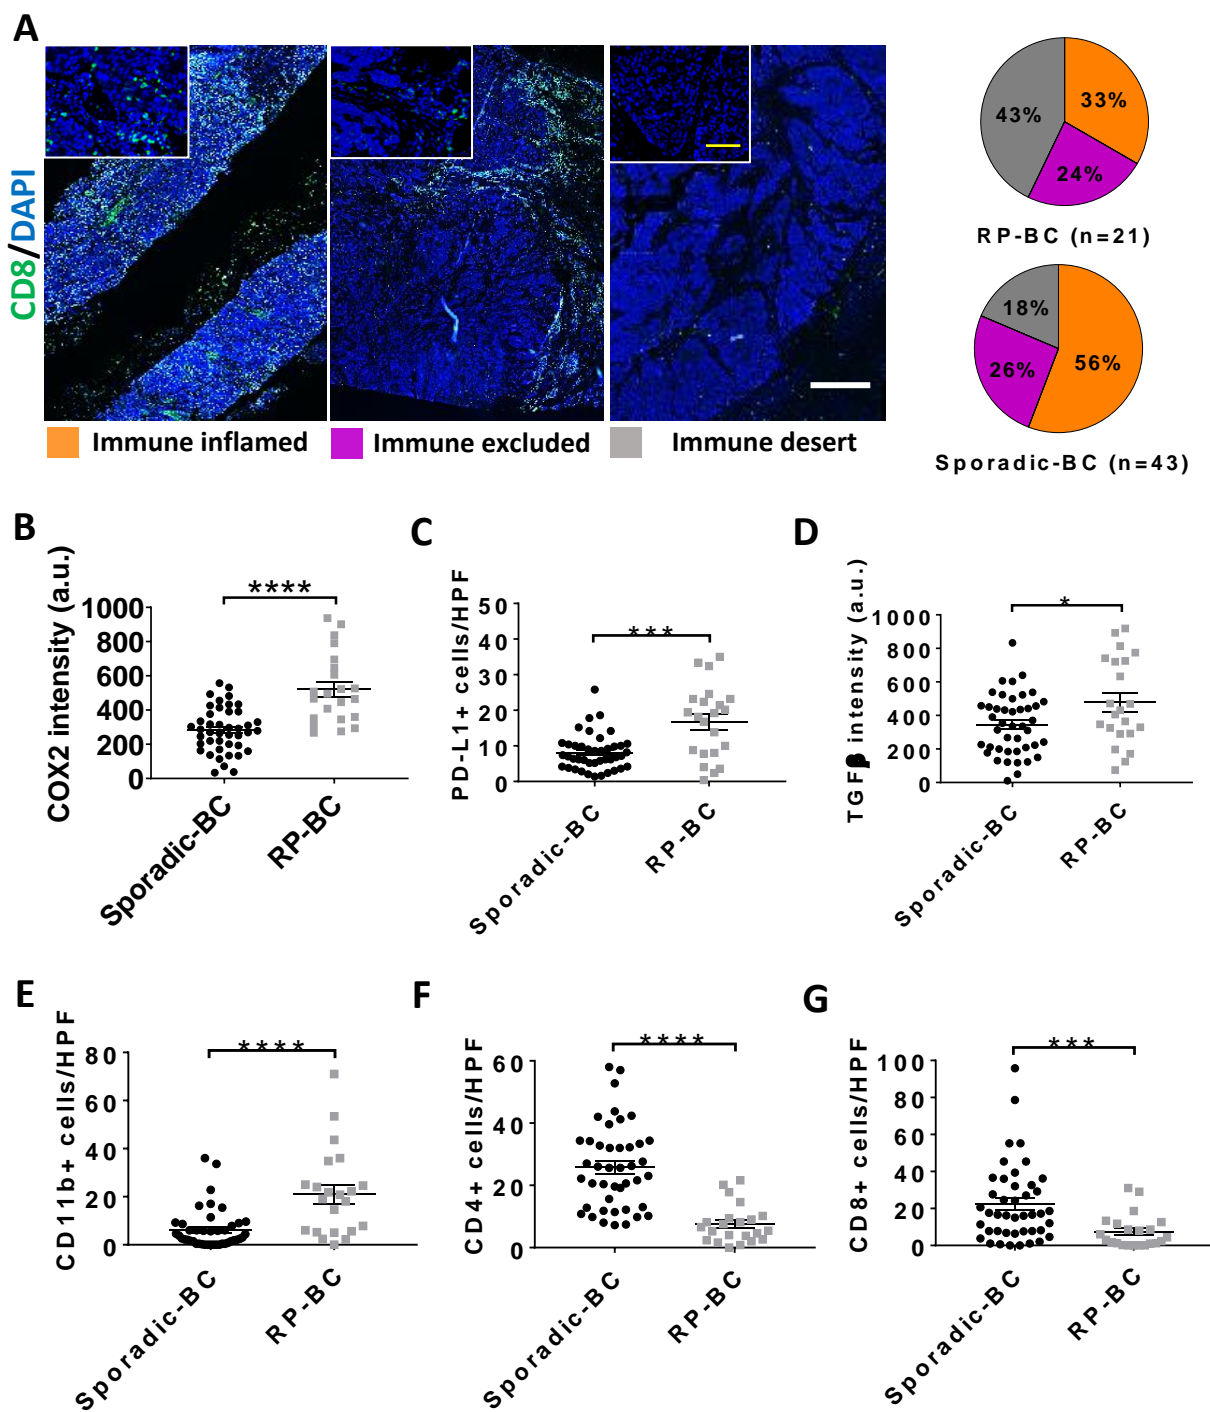 A
CD8/DAPI
Immune inflamed
Immune excluded
Immune desert
43%
33%
24%
RP-BC (n=21)
18%
26%
56%
Sporadic-BC (n=43)
B
COX2 intensity (a.u.)
****
1000
800
600
400
200
0
Sporadic-BC
RP-BC
C
PD-L1+ cells/HPF
***
50
40
30
20
10
0
Sporadic-BC
RP-BC
D
TGFβ intensity (a.u.)
*
1000
800
600
400
200
0
Sporadic-BC
RP-BC
E
CD11b+ cells/HPF
****
80
60
40
20
0
Sporadic-BC
RP-BC
F
CD4+ cells/HPF
****
60
40
20
0
Sporadic-BC
RP-BC
G
CD8+ cells/HPF
***
100
80
60
40
20
0
Sporadic-BC
RP-BC